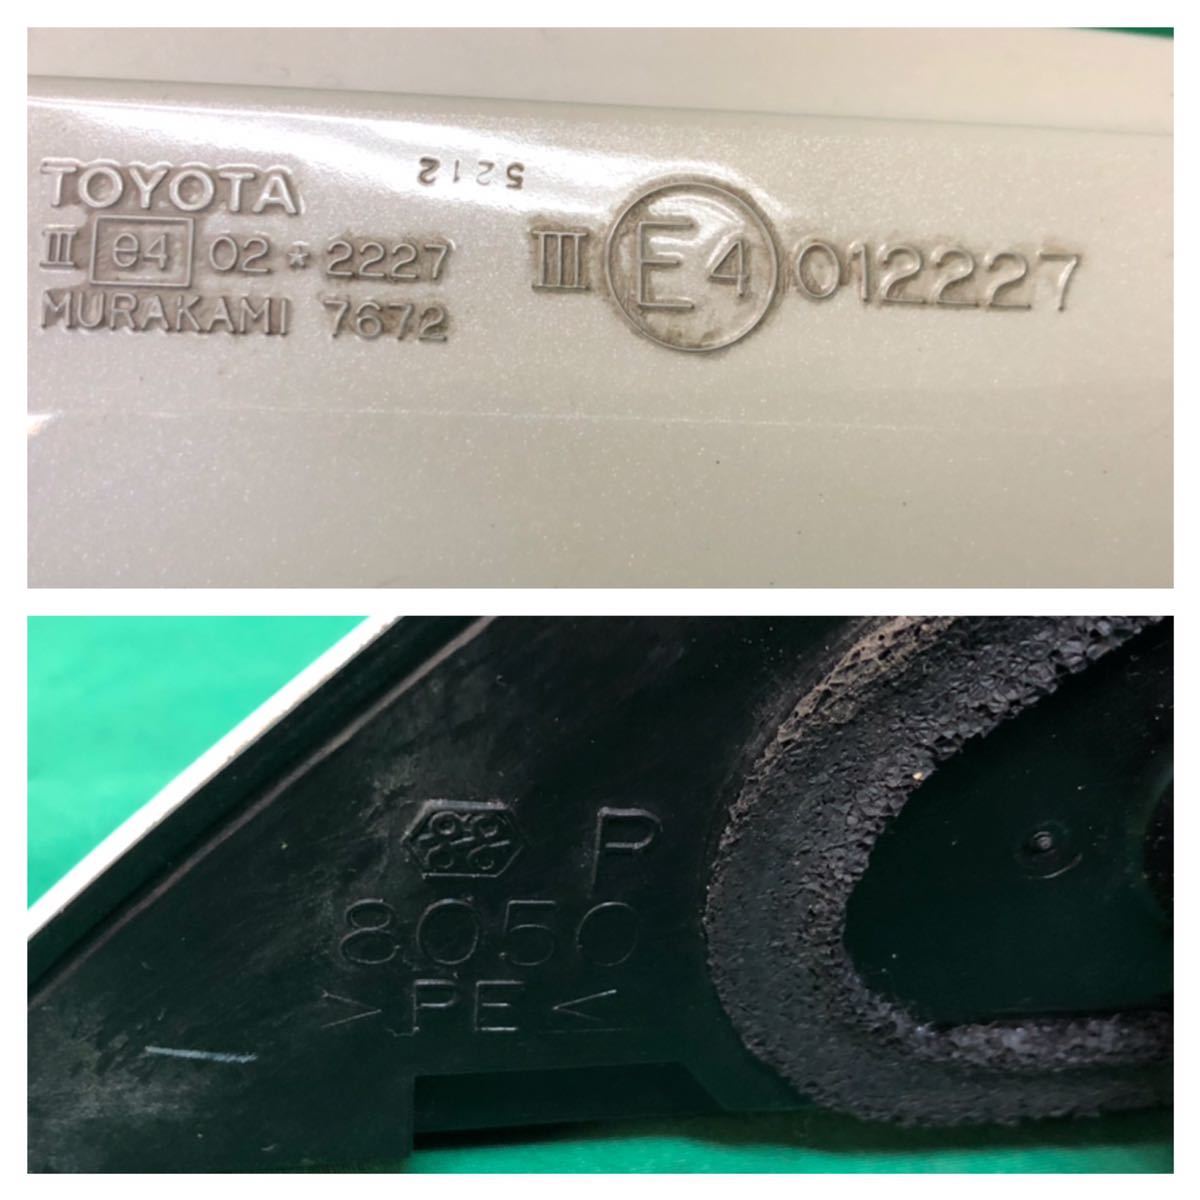 5212
TOYOTA
II e4 02 * 2227
MURAKAMI 7672
III E4 012227
P
8050
> PE <